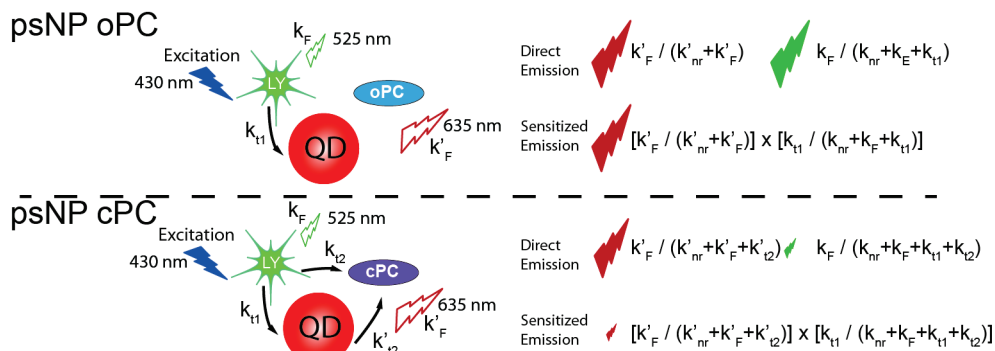 psNP oPC
Excitation
430 nm
LY
k_F 525 nm
oPC
k_t1
QD
635 nm
k'_F
Direct
Emission
k'_F / (k'_nr+k'_F)
k_F / (k_nr+k_E+k_t1)
Sensitized
Emission
[k'_F / (k'_nr+k'_F)] x [k_t1 / (k_nr+k_F+k_t1)]
psNP cPC
Excitation
430 nm
LY
k_F 525 nm
k_t2
cPC
k_t1
QD
k'_t2
635 nm
k'_F
Direct
Emission
k'_F / (k'_nr+k'_F+k'_t2)
k_F / (k_nr+k_F+k_t1+k_t2)
Sensitized
Emission
[k'_F / (k'_nr+k'_F+k'_t2)] x [k_t1 / (k_nr+k_F+k_t1+k_t2)]